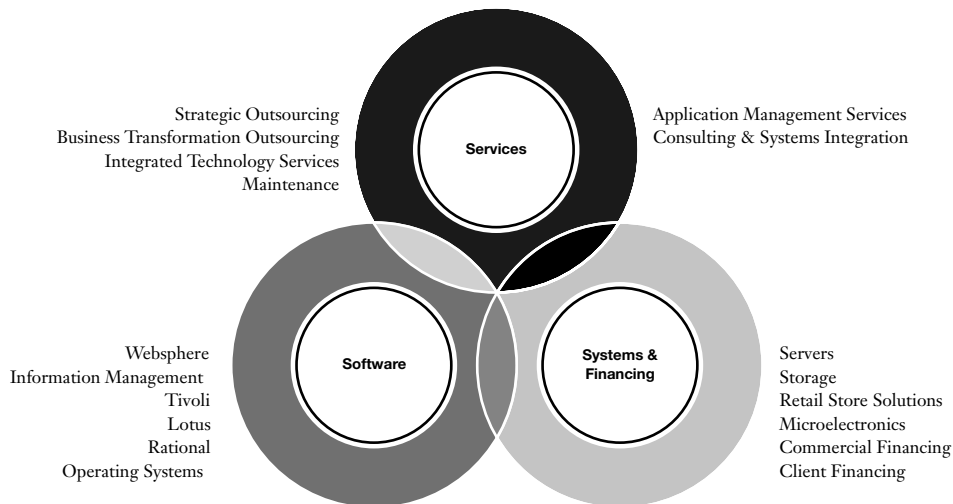 Strategic Outsourcing
Business Transformation Outsourcing
Integrated Technology Services
Maintenance
Services
Application Management Services
Consulting & Systems Integration
Websphere
Information Management
Tivoli
Lotus
Rational
Operating Systems
Software
Systems &
Financing
Servers
Storage
Retail Store Solutions
Microelectronics
Commercial Financing
Client Financing